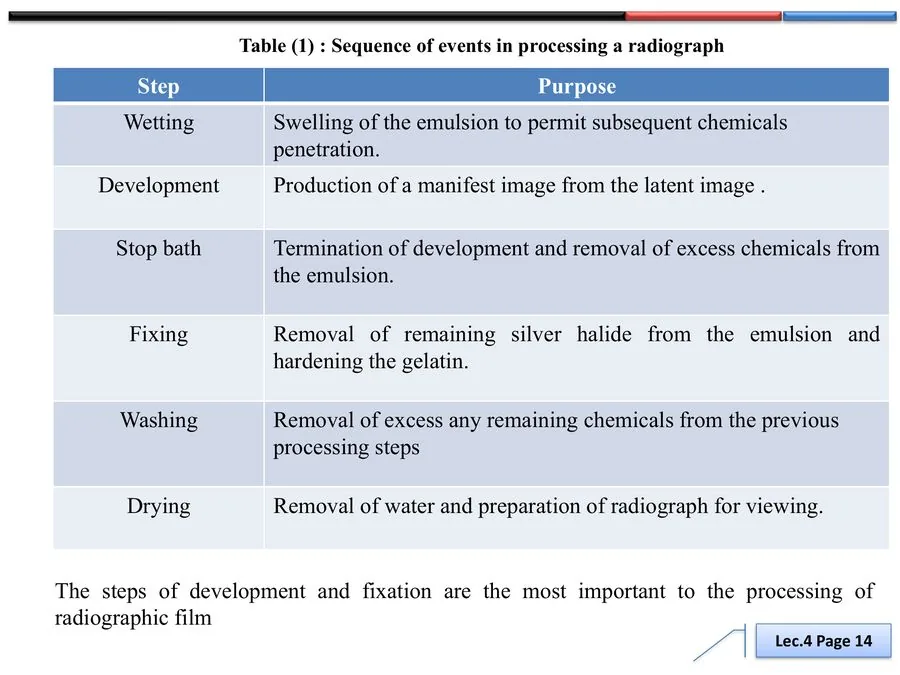 Table (1) : Sequence of events in processing a radiograph
Step
Purpose
Wetting
Swelling of the emulsion to permit subsequent chemicals
penetration.
Development
Production of a manifest image from the latent image .
Stop bath
Termination of development and removal of excess chemicals from
the emulsion.
Fixing
Removal of remaining silver halide from the emulsion and
hardening the gelatin.
Washing
Removal of excess any remaining chemicals from the previous
processing steps
Drying
Removal of water and preparation of radiograph for viewing.
The steps of development and fixation are the most important to the processing of
radiographic film
Lec.4 Page 14